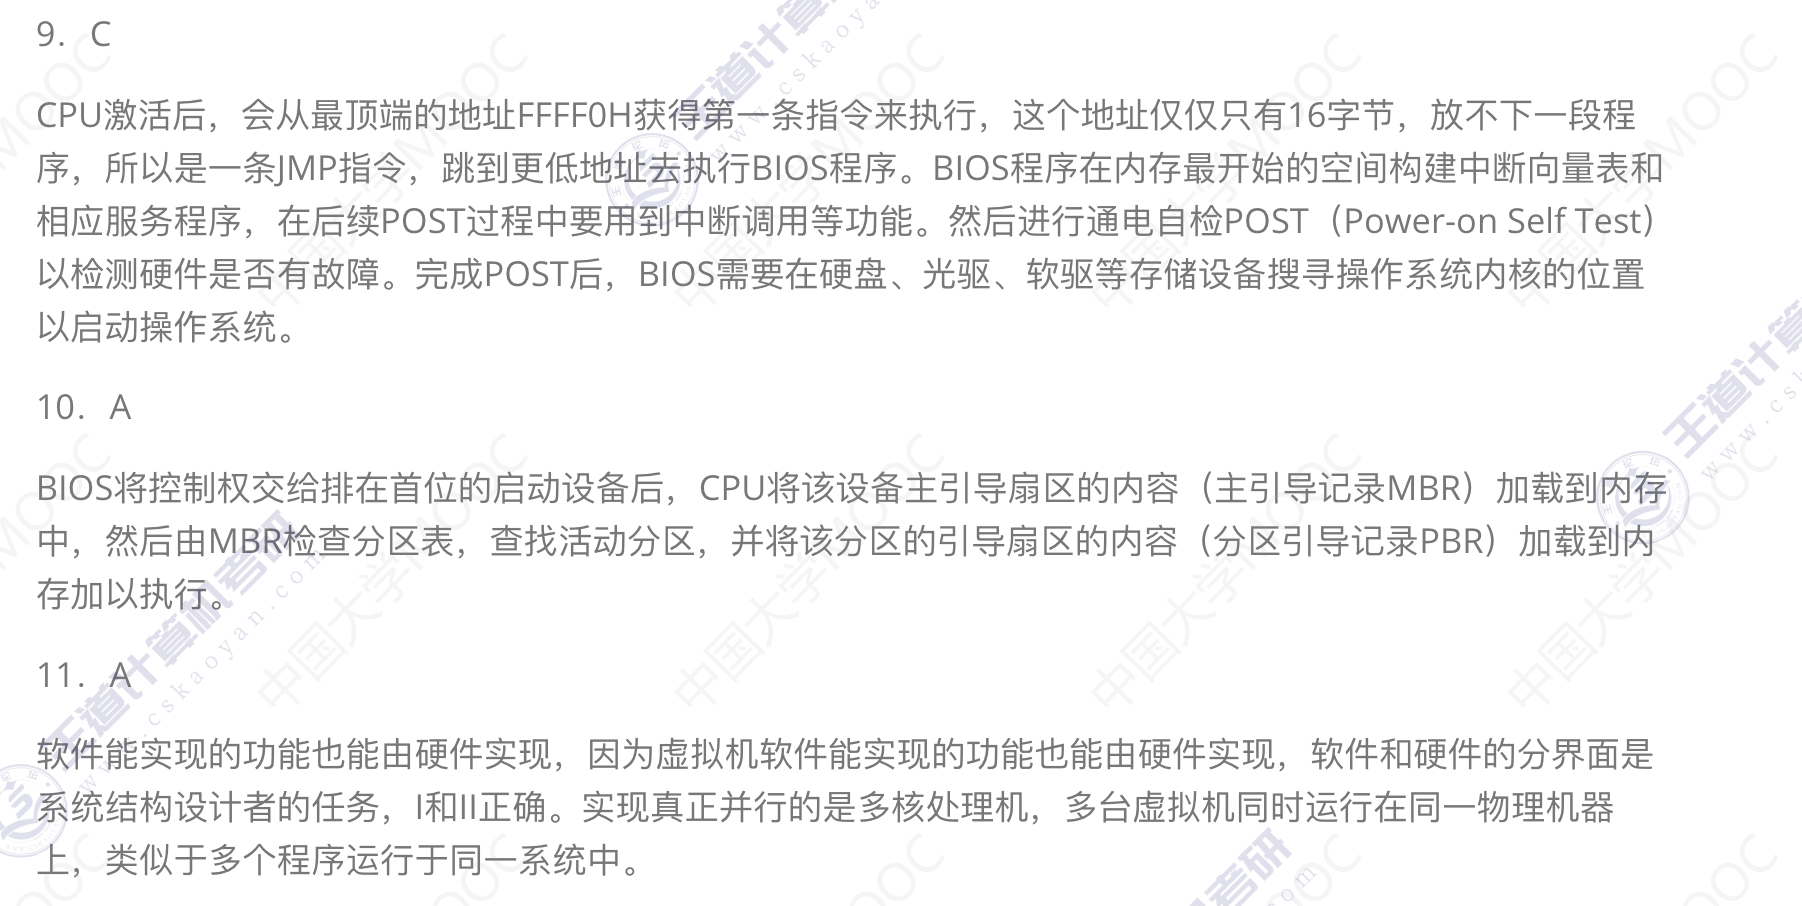 9. C
CPU激活后，会从最顶端的地址FFFF0H获得第一条指令来执行，这个地址仅仅只有16字节，放不下一段程
序，所以是一条JMP指令，跳到更低地址去执行BIOS程序。BIOS程序在内存最开始的空间构建中断向量表和
相应服务程序，在后续POST过程中要用到中断调用等功能。然后进行通电自检POST（Power-on Self Test）
以检测硬件是否有故障。完成POST后，BIOS需要在硬盘、光驱、软驱等存储设备搜寻操作系统内核的位置
以启动操作系统。
10. A
BIOS将控制权交给排在首位的启动设备后，CPU将该设备主引导扇区的内容（主引导记录MBR）加载到内存
中，然后由MBR检查分区表，查找活动分区，并将该分区的引导扇区的内容（分区引导记录PBR）加载到内
存加以执行。
11. A
软件能实现的功能也能由硬件实现，因为虚拟机软件能实现的功能也能由硬件实现，软件和硬件的分界面是
系统结构设计者的任务，I和II正确。实现真正并行的是多核处理机，多台虚拟机同时运行在同一物理机器
上，类似于多个程序运行于同一系统中。
王道计算机考研
www.cskaoyan.com
中国大学MOOC